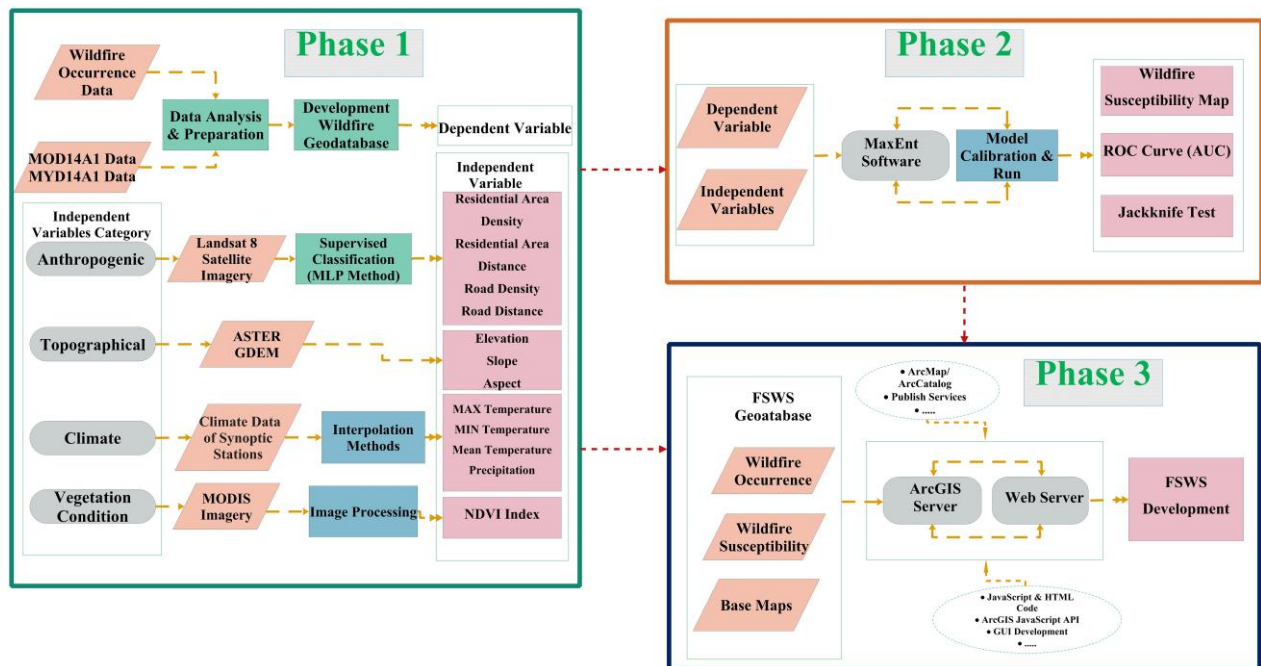 Phase 1
Wildfire
Occurrence
Data
MOD14A1 Data
MYD14A1 Data
Data Analysis
& Preparation
Development
Wildfire
Geodatabase
Dependent Variable
Independent
Variables Category
Anthropogenic
Landsat 8
Satellite
Imagery
Supervised
Classification
(MLP Method)
Independent
Variable
Residential Area
Density
Residential Area
Distance
Road Density
Road Distance
Topographical
ASTER
GDEM
Elevation
Slope
Aspect
Climate
Climate Data
of Synoptic
Stations
Interpolation
Methods
MAX Temperature
MIN Temperature
Mean Temperature
Precipitation
Vegetation
Condition
MODIS
Imagery
Image Processing
NDVI Index
Phase 2
Dependent
Variable
Independent
Variables
MaxEnt
Software
Model
Calibration &
Run
Wildfire
Susceptibility Map
ROC Curve (AUC)
Jackknife Test
Phase 3
FSWS
Geoatabase
Wildfire
Occurrence
Wildfire
Susceptibility
Base Maps
● ArcMap/
ArcCatalog
● Publish Services
● .....
ArcGIS
Server
Web Server
● JavaScript & HTML
Code
● ArcGIS JavaScript API
● GUI Development
● .....
FSWS
Development